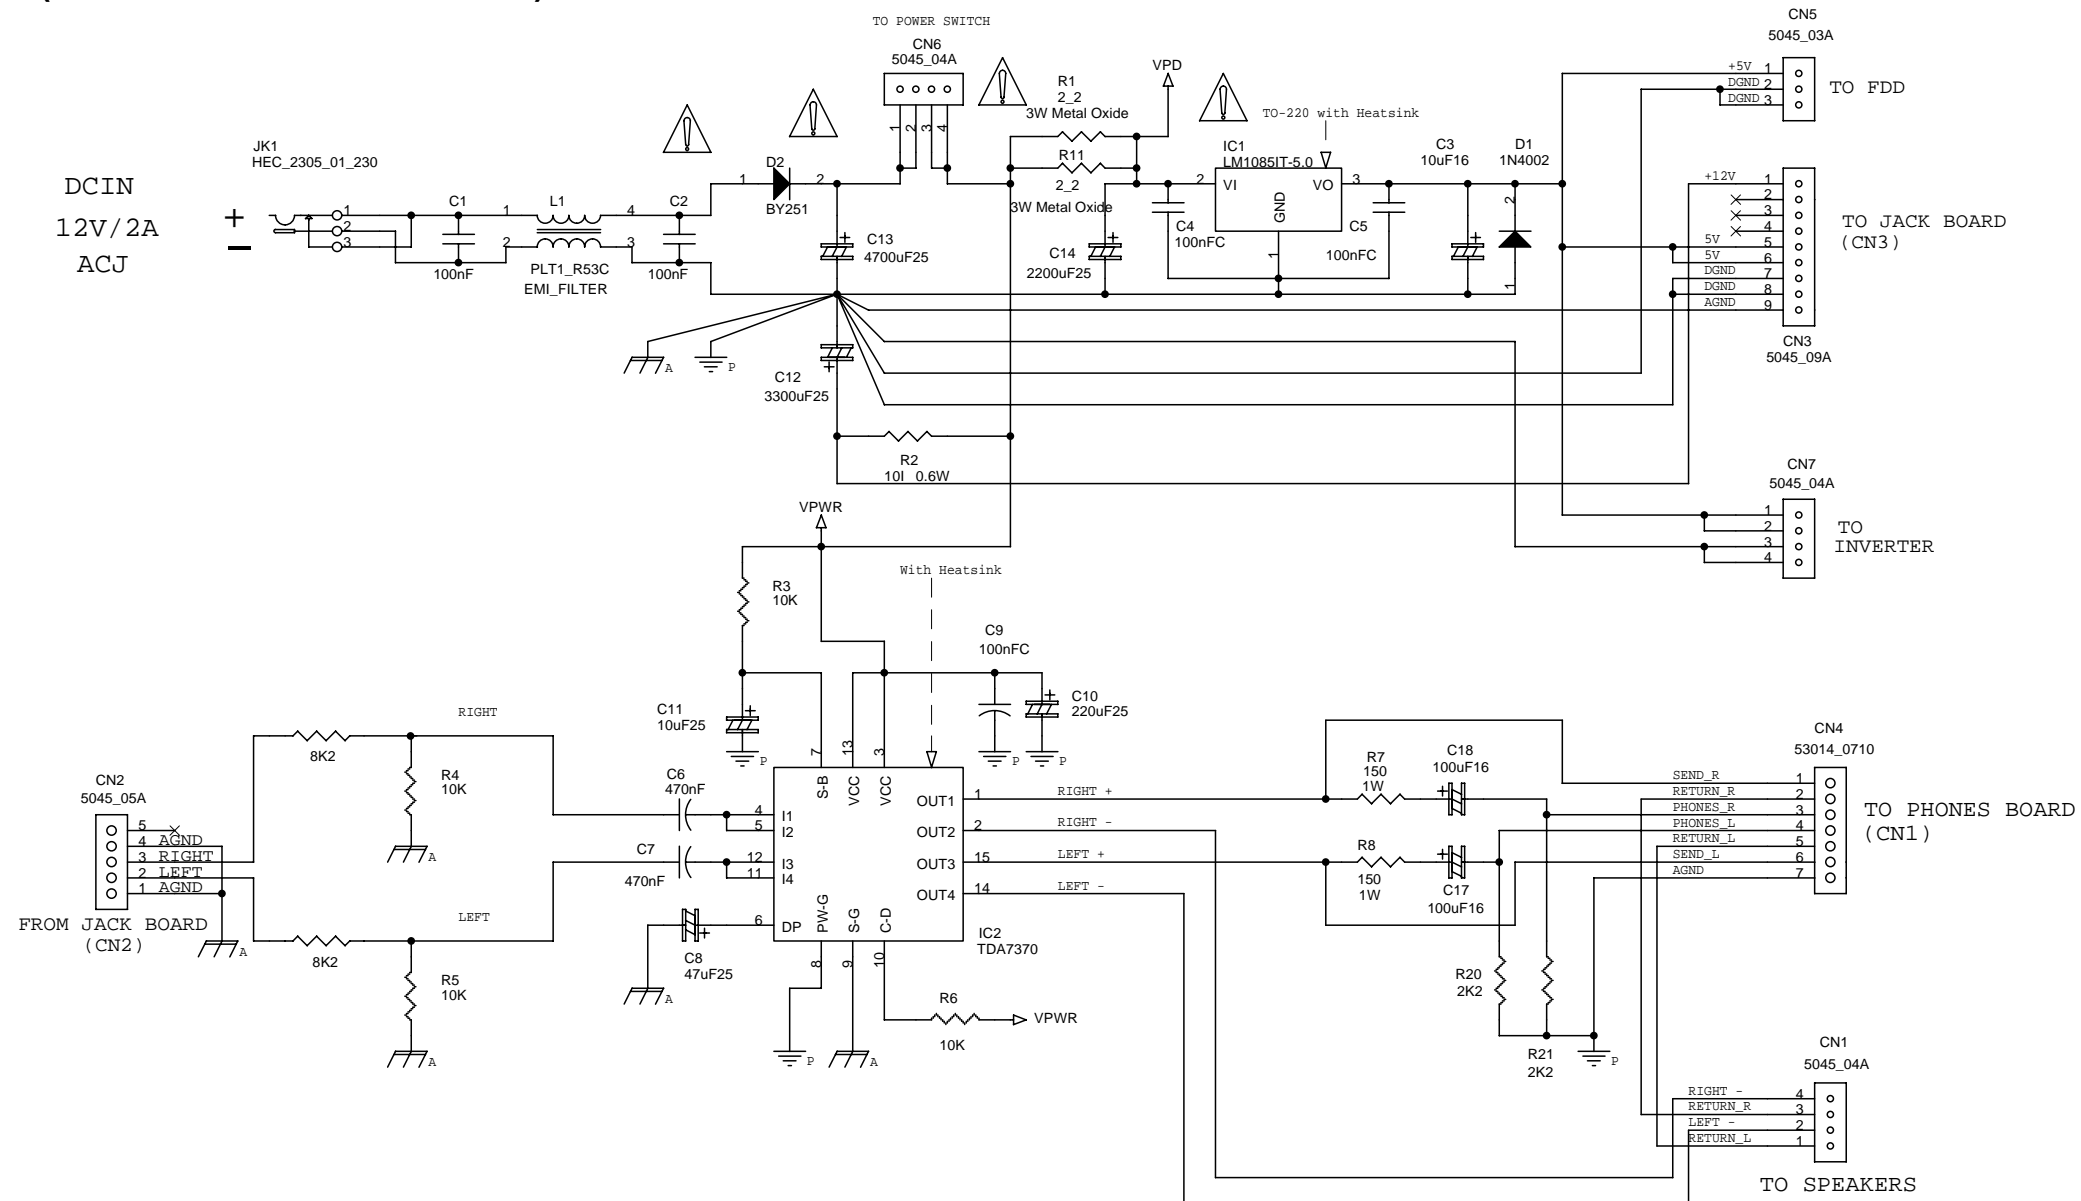 TO POWER SWITCH
CN6
5045_04A
1
2
3
4
R1
2_2
3W Metal Oxide
R11
2_2
3W Metal Oxide
VPD
TO-220 with Heatsink
IC1
LM1085IT-5.0
2
VI
VO
3
GND
1
C4
100nFC
C5
100nFC
C14
2200uF25
C3
10uF16
D1
1N4002
2
1
CN5
5045_03A
+5V 1
DGND 2
DGND 3
TO FDD
DCIN
12V/2A
ACJ
+
−
JK1
HEC_2305_01_230
1
2
3
C1
100nF
1
L1
4
2
3
PLT1_R53C
EMI_FILTER
C2
100nF
1
D2
2
BY251
C13
4700uF25
A
P
C12
3300uF25
R2
10I 0.6W
+12V 1
2
3
4
5V 5
5V 6
DGND 7
DGND 8
AGND 9
TO JACK BOARD
(CN3)
CN3
5045_09A
CN7
5045_04A
1
2
3
4
TO
INVERTER
VPWR
With Heatsink
R3
10K
C9
100nFC
C11
10uF25
C10
220uF25
P
P
P
RIGHT
8K2
R4
10K
A
CN2
5045_05A
5
4 AGND
3 RIGHT
2 LEFT
1 AGND
FROM JACK BOARD
(CN2)
A
LEFT
8K2
R5
10K
A
C6
470nF
C7
470nF
C8
47uF25
A
7
13
3
S-B
VCC
VCC
4 I1
5 I2
12 I3
11 I4
6 DP
PW-G
S-G
C-D
8
9
10
OUT1 1
OUT2 2
OUT3 15
OUT4 14
IC2
TDA7370
R6
10K
VPWR
P
A
RIGHT +
RIGHT -
LEFT +
LEFT -
R7
150
1W
C18
100uF16
R8
150
1W
C17
100uF16
R20
2K2
R21
2K2
P
CN4
53014_0710
SEND_R 1
RETURN_R 2
PHONES_R 3
PHONES_L 4
RETURN_L 5
SEND_L 6
AGND 7
TO PHONES BOARD
(CN1)
CN1
5045_04A
RIGHT - 4
RETURN_R 3
LEFT - 2
RETURN_L 1
TO SPEAKERS